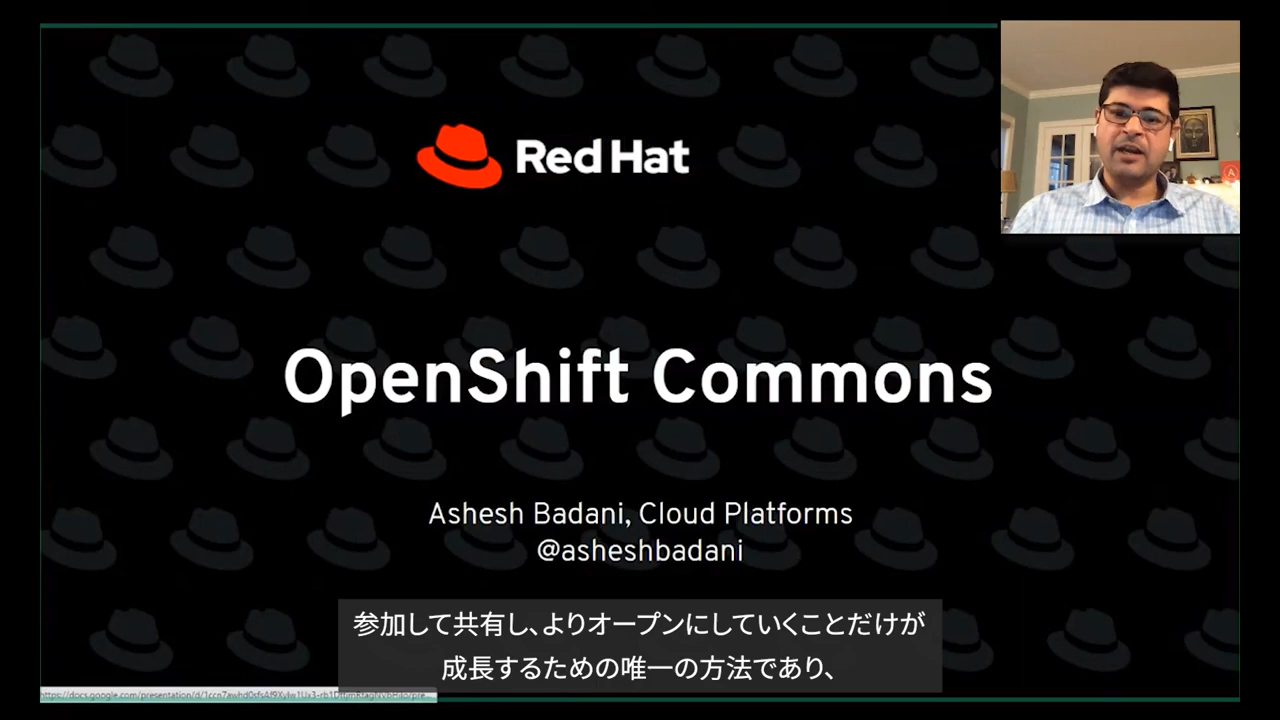 Red Hat
OpenShift Commons
Ashesh Badani, Cloud Platforms
@asheshbadani
参加して共有し、よりオープンにしていくことだけが
成長するための唯一の方法であり、